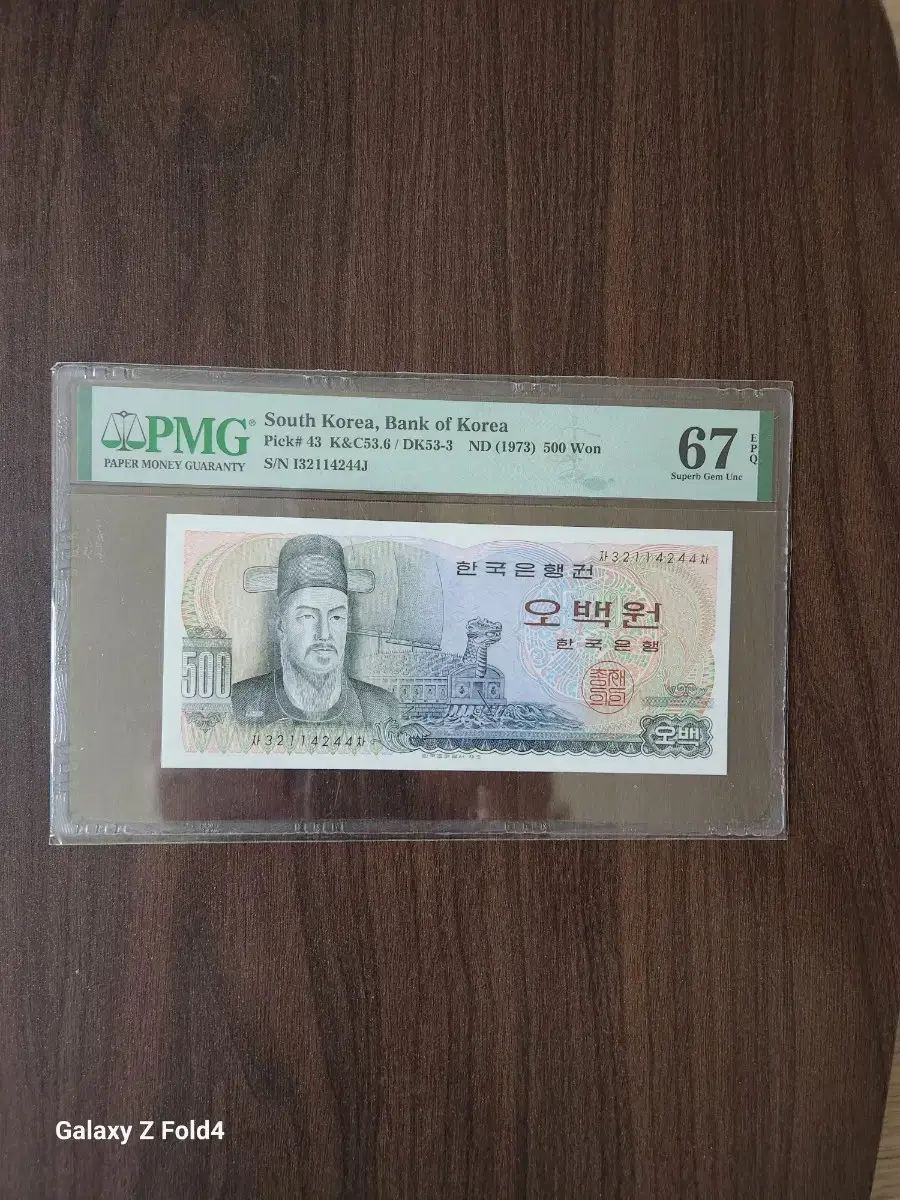 PMG®
PAPER MONEY GUARANTY
South Korea, Bank of Korea
Pick# 43 K&C53.6 / DK53-3 ND (1973) 500 Won
S/N I32114244J
67
EPQ
Superb Gem Unc
자32114244차
한국은행권
오백원
한국은행
500
자32114244차
오백
Galaxy Z Fold4